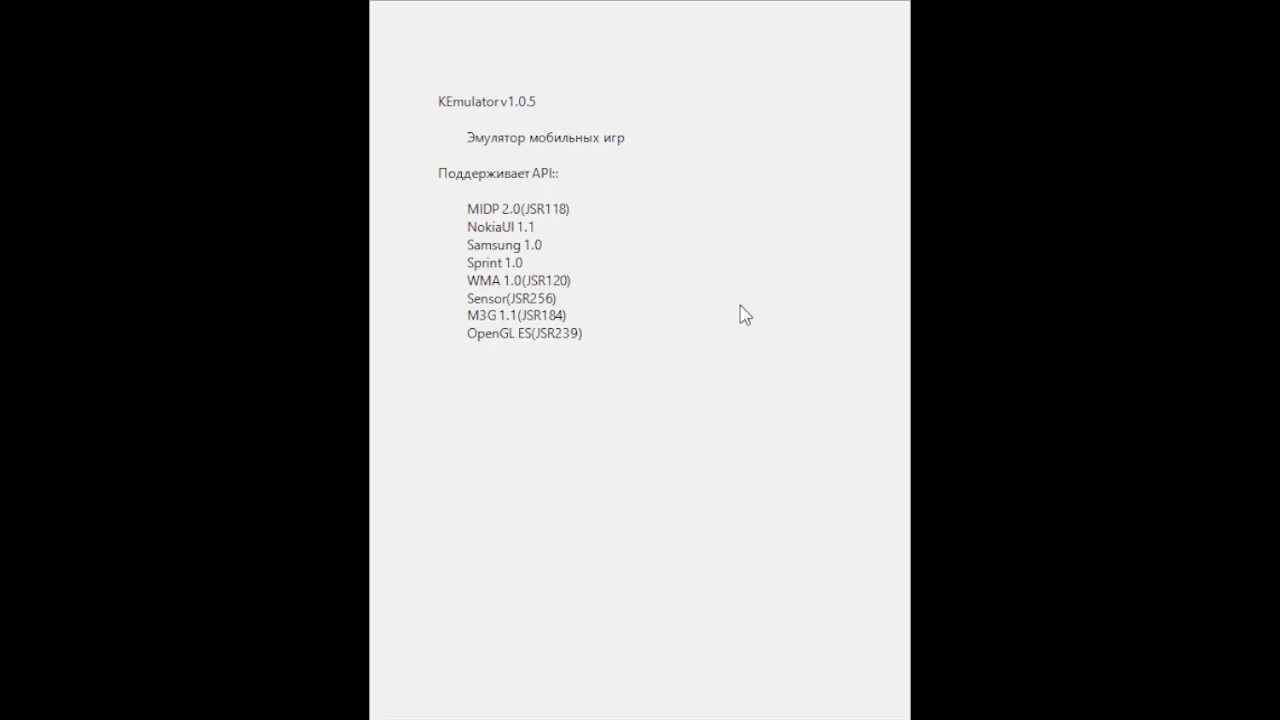 KEmulator v1.0.5
Эмулятор мобильных игр
Поддерживает API::
MIDP 2.0(JSR118)
NokiaUI 1.1
Samsung 1.0
Sprint 1.0
WMA 1.0(JSR120)
Sensor(JSR256)
M3G 1.1(JSR184)
OpenGL ES(JSR239)